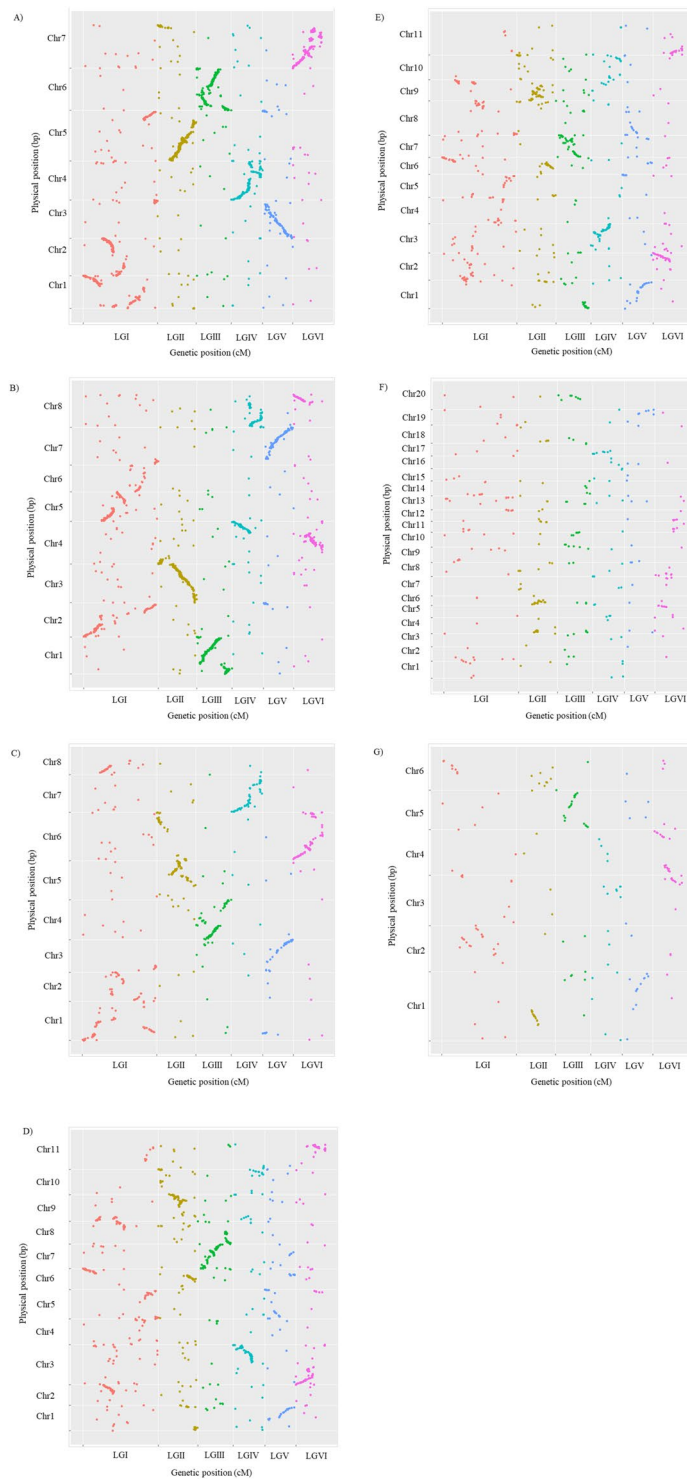 A)
Chr7
Chr6
Chr5
Chr4
Chr3
Chr2
Chr1
Physical position (bp)
LGI LGII LGIII LGIV LGV LGVI
Genetic position (cM)
B)
Chr8
Chr7
Chr6
Chr5
Chr4
Chr3
Chr2
Chr1
Physical position (bp)
LGI LGII LGIII LGIV LGV LGVI
Genetic position (cM)
C)
Chr8
Chr7
Chr6
Chr5
Chr4
Chr3
Chr2
Chr1
Physical position (bp)
LGI LGII LGIII LGIV LGV LGVI
Genetic position (cM)
D)
Chr11
Chr10
Chr9
Chr8
Chr7
Chr6
Chr5
Chr4
Chr3
Chr2
Chr1
Physical position (bp)
LGI LGII LGIII LGIV LGV LGVI
Genetic position (cM)
E)
Chr11
Chr10
Chr9
Chr8
Chr7
Chr6
Chr5
Chr4
Chr3
Chr2
Chr1
Physical position (bp)
LGI LGII LGIII LGIV LGV LGVI
Genetic position (cM)
F)
Chr20
Chr19
Chr18
Chr17
Chr16
Chr15
Chr14
Chr13
Chr12
Chr11
Chr10
Chr9
Chr8
Chr7
Chr6
Chr5
Chr4
Chr3
Chr2
Chr1
Physical position (bp)
LGI LGII LGIII LGIV LGV LGVI
Genetic position (cM)
G)
Chr6
Chr5
Chr4
Chr3
Chr2
Chr1
Physical position (bp)
LGI LGII LGIII LGIV LGV LGVI
Genetic position (cM)